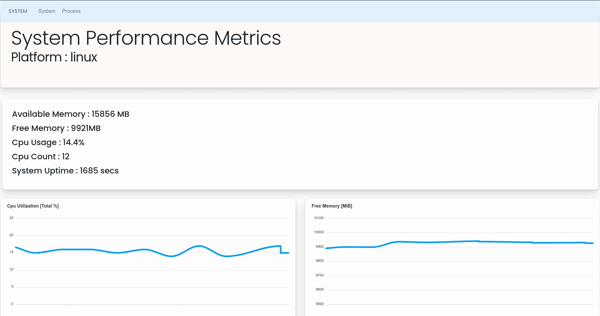 SYSTEM System Process
System Performance Metrics
Platform : linux
Available Memory : 15856 MB
Free Memory : 9921MB
Cpu Usage : 14.4%
Cpu Count : 12
System Uptime : 1685 secs
Cpu Utilization [Total %]
25
20
15
10
5
0
Free Memory [MiB]
10100
10000
9900
9800
9700
9600
9500